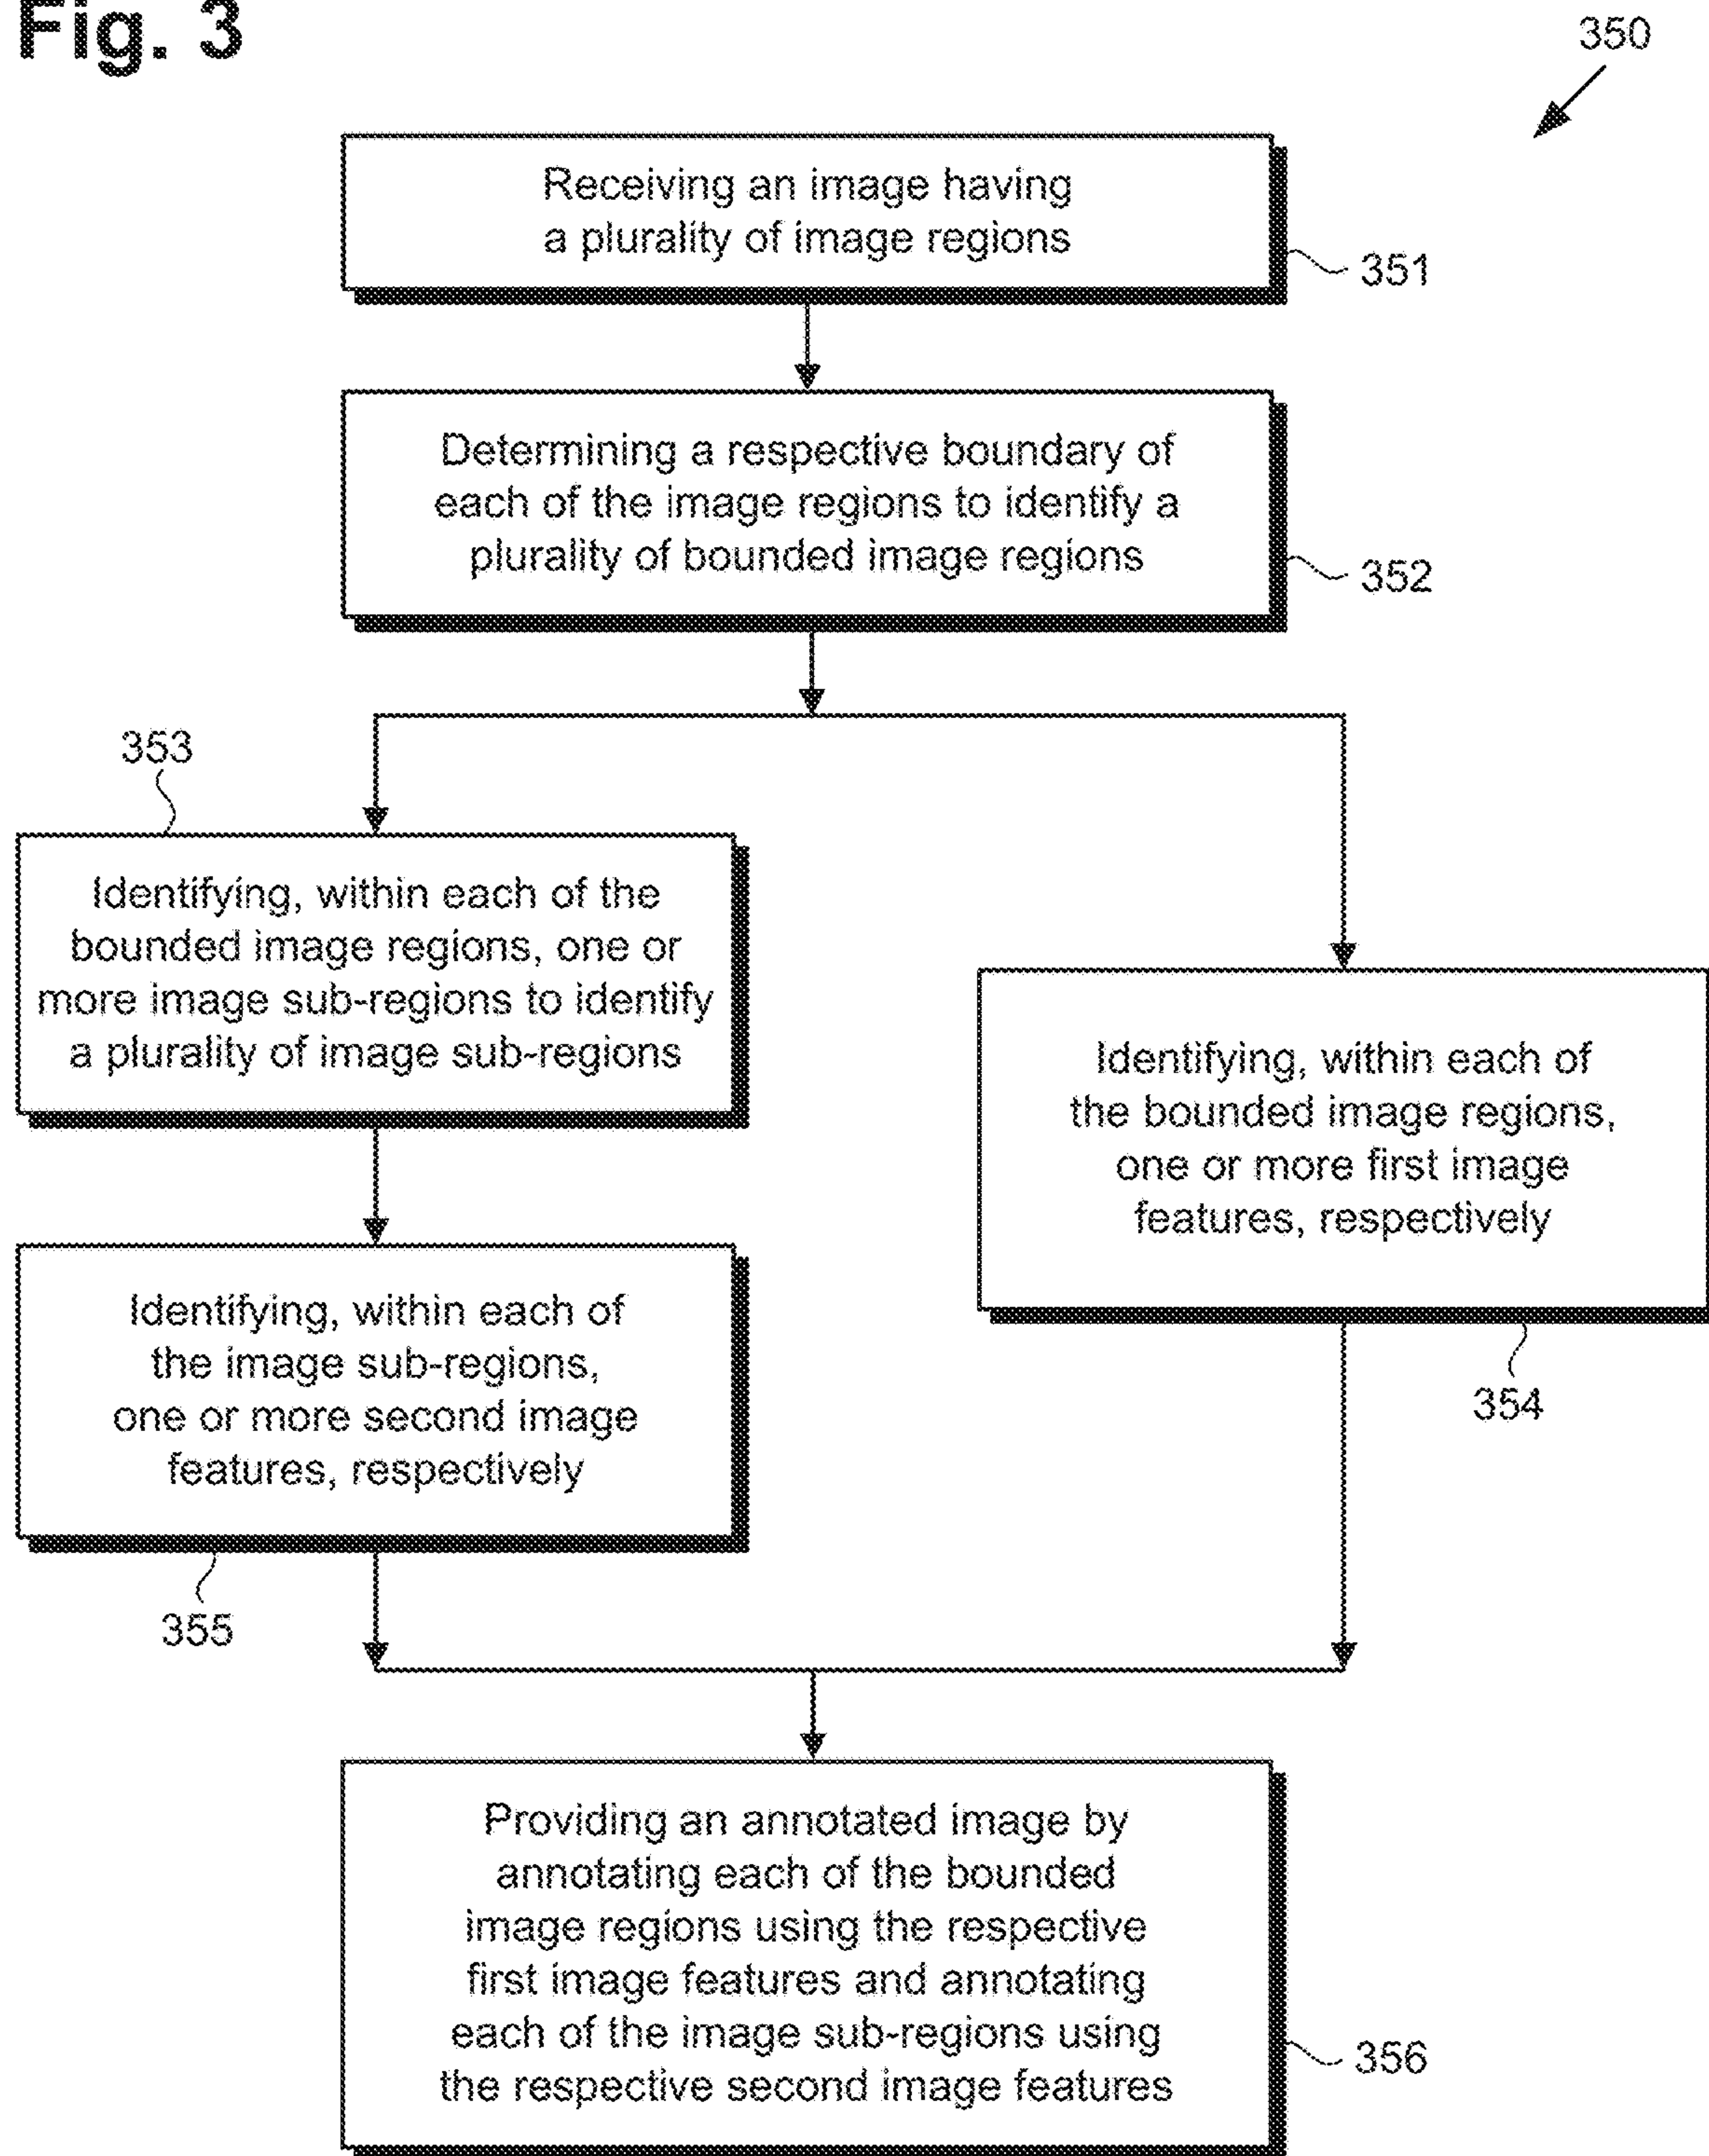 Fig. 3
350
Receiving an image having
a plurality of image regions
351
Determining a respective boundary of
each of the image regions to identify a
plurality of bounded image regions
352
353
Identifying, within each of the
bounded image regions, one or
more image sub-regions to identify
a plurality of image sub-regions
Identifying, within each of
the bounded image regions,
one or more first image
features, respectively
354
Identifying, within each of
the image sub-regions,
one or more second image
features, respectively
355
Providing an annotated image by
annotating each of the bounded
image regions using the respective
first image features and annotating
each of the image sub-regions using
the respective second image features
356